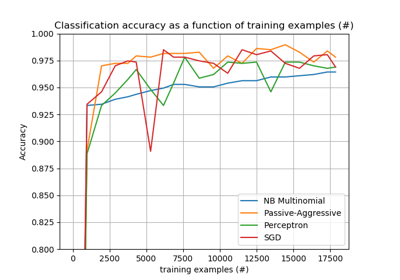 Classification accuracy as a function of training examples (#)
1.000
0.975
0.950
0.925
0.900
0.875
0.850
0.825
0.800
Accuracy
NB Multinomial
Passive-Aggressive
Perceptron
SGD
0 2500 5000 7500 10000 12500 15000 17500
training examples (#)